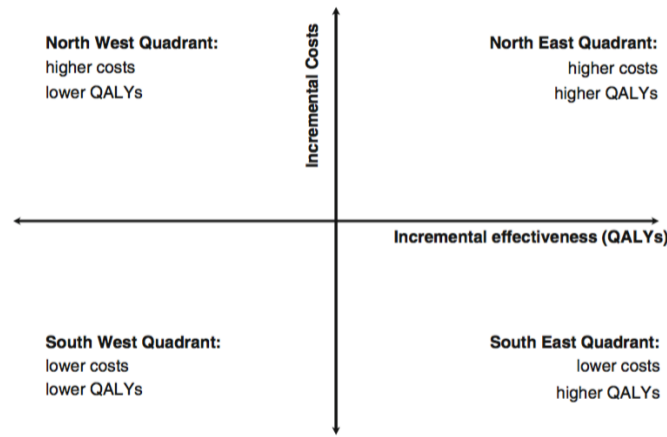 North West Quadrant:
higher costs
lower QALYs
Incremental Costs
North East Quadrant:
higher costs
higher QALYs
Incremental effectiveness (QALYs)
South West Quadrant:
lower costs
lower QALYs
South East Quadrant:
lower costs
higher QALYs